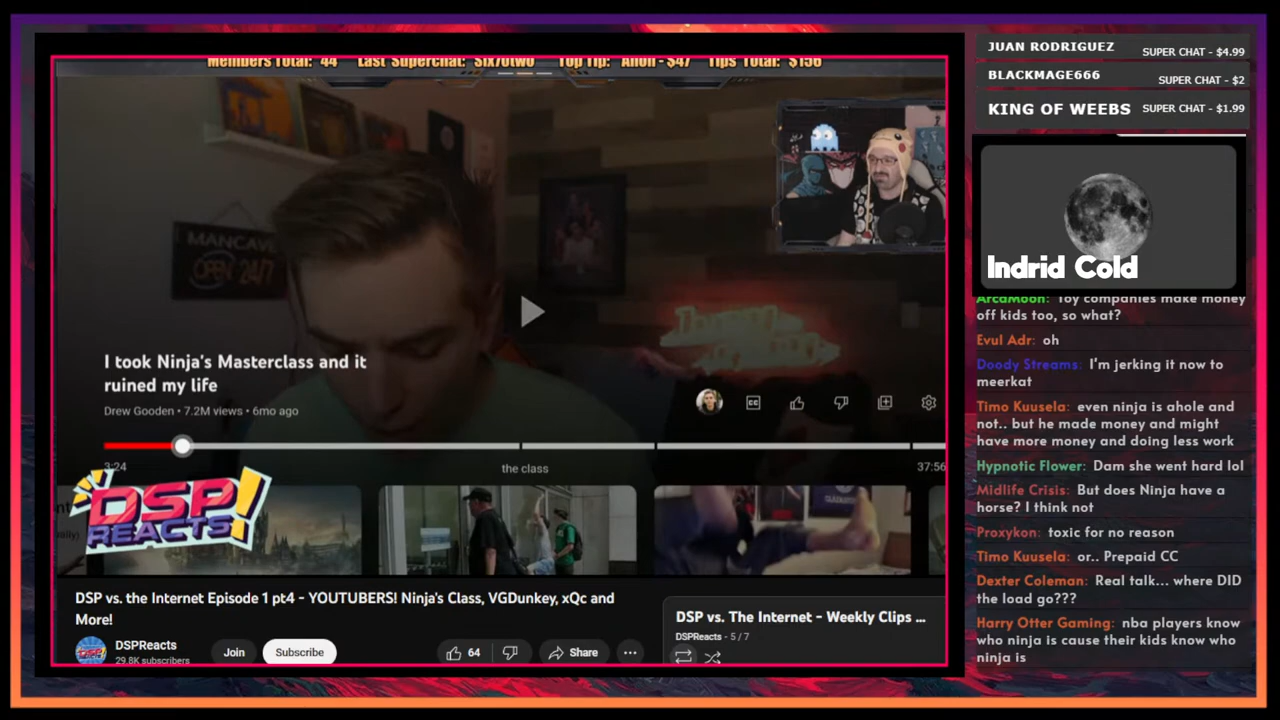 Members Total: 44 Last Superchat: Six7otwo Top Tip: Anon - $47 Tips Total: $156
MANCAVE
OPEN 24/7
I took Ninja's Masterclass and it
ruined my life
Drew Gooden • 7.2M views • 6mo ago
CC
3:24
the class
37:56
DSP
REACTS!
DSP vs. the Internet Episode 1 pt4 - YOUTUBERS! Ninja's Class, VGDunkey, xQc and
More!
DSPReacts
29.8K subscribers
Join
Subscribe
64
Share
DSP vs. The Internet - Weekly Clips ...
DSPReacts - 5 / 7
JUAN RODRIGUEZ SUPER CHAT - $4.99
BLACKMAGE666 SUPER CHAT - $2
KING OF WEEBS SUPER CHAT - $1.99
Indrid Cold
ArcaMoon: Toy companies make money
off kids too, so what?
Evul Adr: oh
Doody Streams: I'm jerking it now to
meerkat
Timo Kuusela: even ninja is ahole and
not.. but he made money and might
have more money and doing less work
Hypnotic Flower: Dam she went hard lol
Midlife Crisis: But does Ninja have a
horse? I think not
Proxykon: toxic for no reason
Timo Kuusela: or.. Prepaid CC
Dexter Coleman: Real talk... where DID
the load go???
Harry Otter Gaming: nba players know
who ninja is cause their kids know who
ninja is